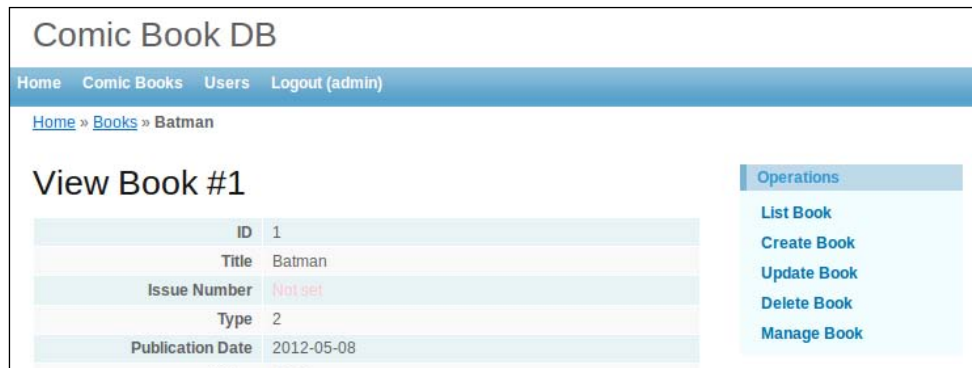 Comic Book DB
Home Comic Books Users Logout (admin)
Home » Books » Batman
View Book #1
ID 1
Title Batman
Issue Number Not set
Type 2
Publication Date 2012-05-08
Operations
List Book
Create Book
Update Book
Delete Book
Manage Book